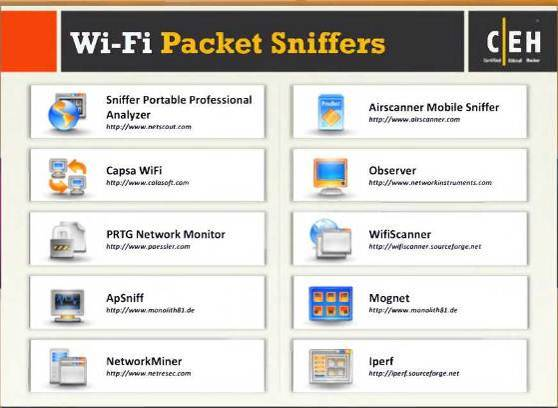 Wi-Fi Packet Sniffers
C|EH
Certified Ethical Hacker
Sniffer Portable Professional
Analyzer
http://www.netscout.com
Airscanner Mobile Sniffer
http://www.airscanner.com
Capsa WiFi
http://www.colasoft.com
Observer
http://www.networkinstruments.com
PRTG Network Monitor
http://www.paessler.com
WifiScanner
http://wifiscanner.sourceforge.net
ApSniff
http://www.monolith81.de
Mognet
http://www.monolith81.de
NetworkMiner
http://www.netresec.com
Iperf
http://iperf.sourceforge.net